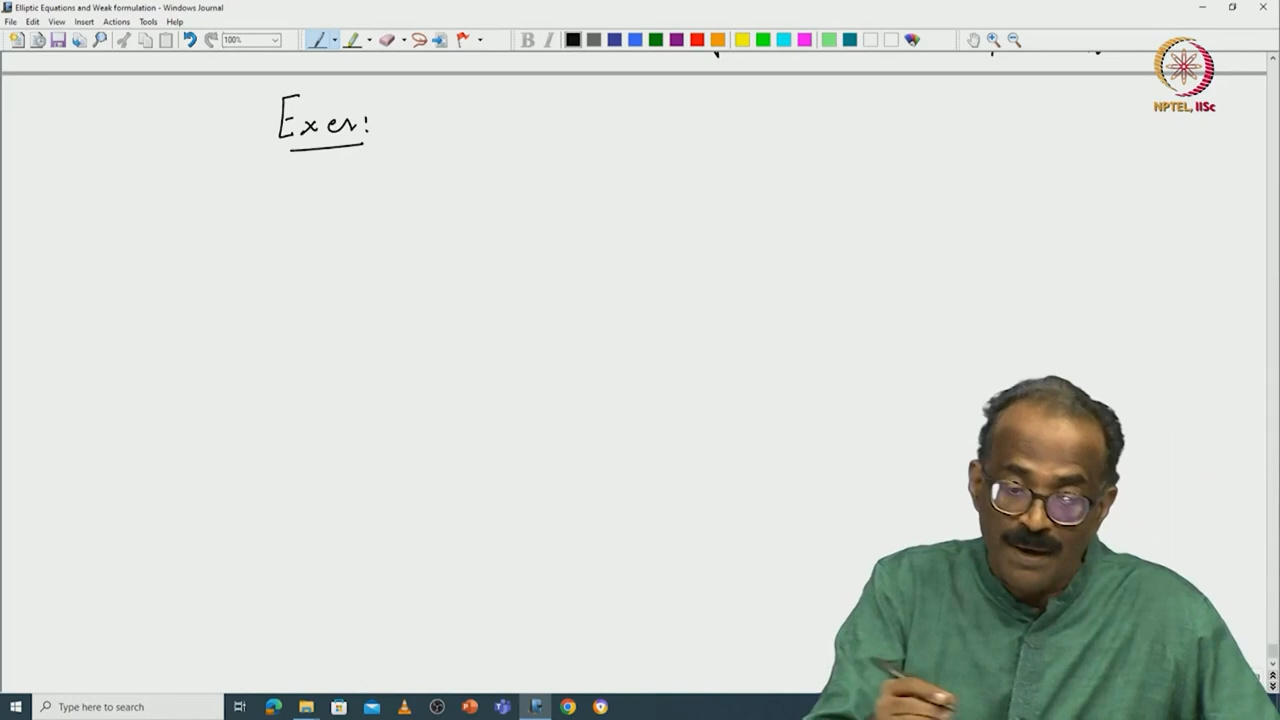 Elliptic Equations and Weak formulation - Windows Journal
File Edit View Insert Actions Tools Help
100%
B I
NPTEL, IISc
Exer:
Type here to search